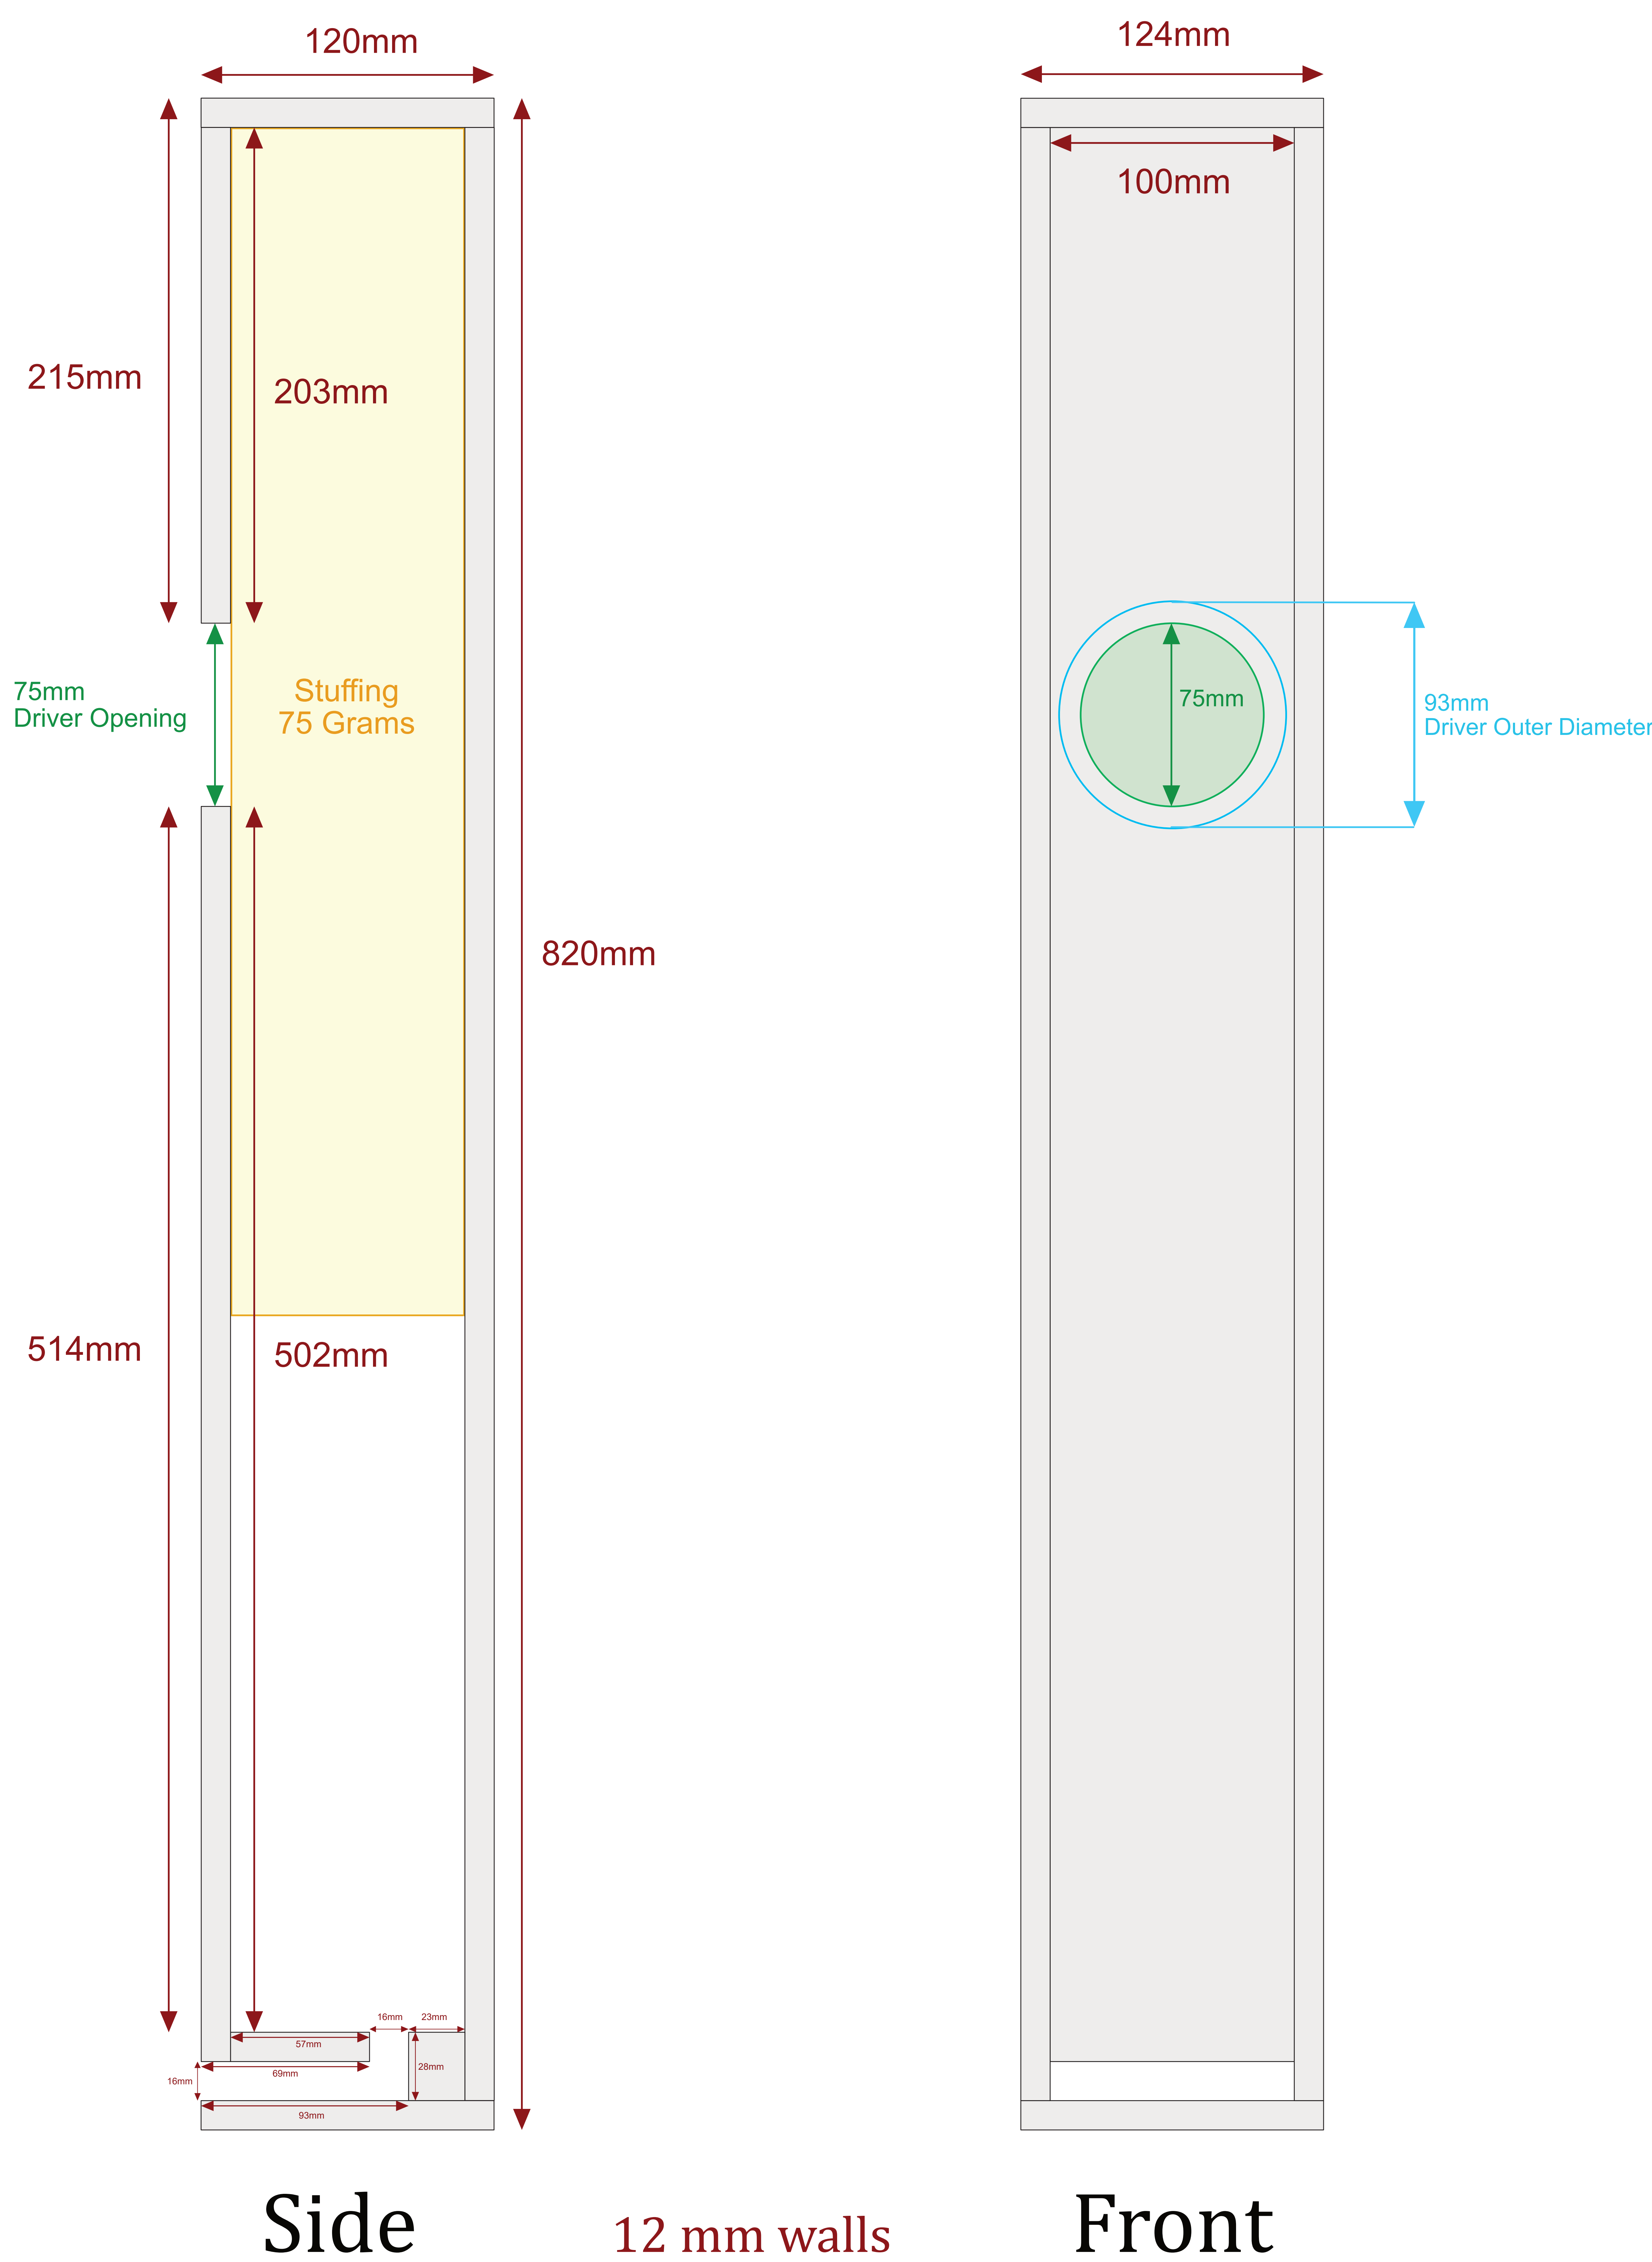 120mm
124mm
100mm
215mm
203mm
75mm
Driver Opening
Stuffing
75 Grams
75mm
93mm
Driver Outer Diameter
820mm
514mm
502mm
16mm
23mm
57mm
28mm
69mm
16mm
93mm
Side
12 mm walls
Front